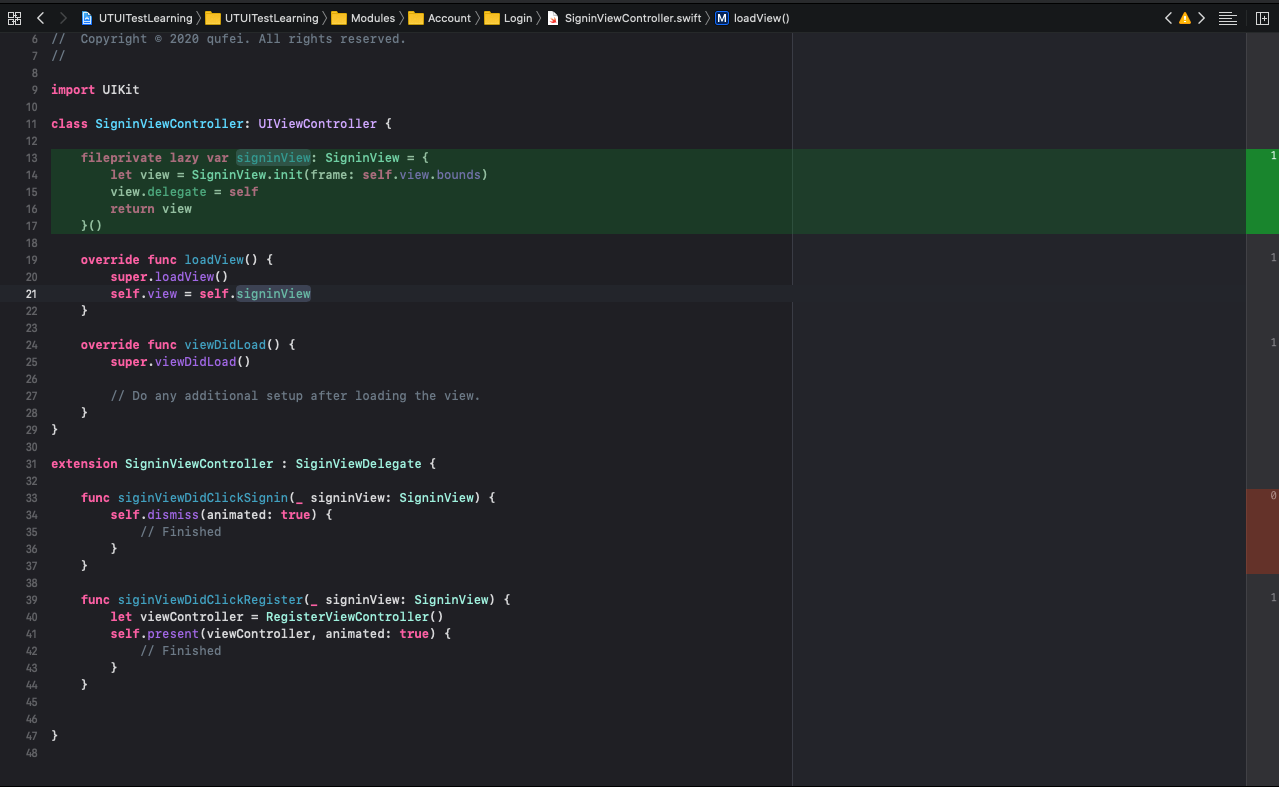 UTUITestLearning UTUITestLearning Modules Account Login SigninViewController.swift M loadView()
6 //  Copyright © 2020 qufei. All rights reserved.
7 //
8
9 import UIKit
10
11 class SigninViewController: UIViewController {
12
13     fileprivate lazy var signinView: SigninView = { 1
14         let view = SigninView.init(frame: self.view.bounds)
15         view.delegate = self
16         return view
17     }()
18
19     override func loadView() { 1
20         super.loadView()
21         self.view = self.signinView
22     }
23
24     override func viewDidLoad() { 1
25         super.viewDidLoad()
26
27         // Do any additional setup after loading the view.
28     }
29 }
30
31 extension SigninViewController : SiginViewDelegate {
32
33     func siginViewDidClickSignin(_ signinView: SigninView) { 0
34         self.dismiss(animated: true) {
35             // Finished
36         }
37     }
38
39     func siginViewDidClickRegister(_ signinView: SigninView) { 1
40         let viewController = RegisterViewController()
41         self.present(viewController, animated: true) {
42             // Finished
43         }
44     }
45
46
47 }
48